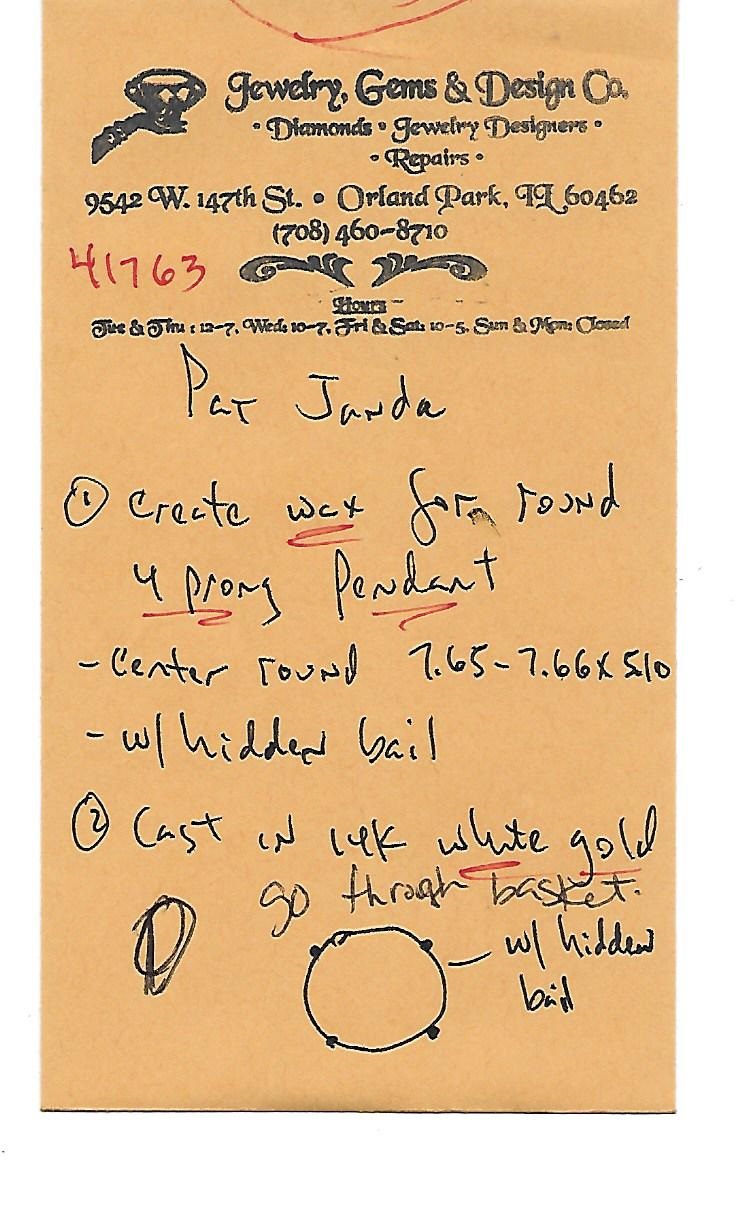 Jewelry, Gems & Design Co.
• Diamonds • Jewelry Designers •
• Repairs •
9542 W. 147th St. • Orland Park, IL 60462
(708) 460-8710
41763
Hours
Tue & Thu : 12-7, Wed: 10-7, Fri & Sat: 10-5, Sun & Mon: Closed
Pat Janda
① Create wax for round
4 prong Pendant
- Center round 7.65-7.66 x 5.10
- w/ hidden bail
② Cast in 14K white gold
go through basket.
w/ hidden
bail